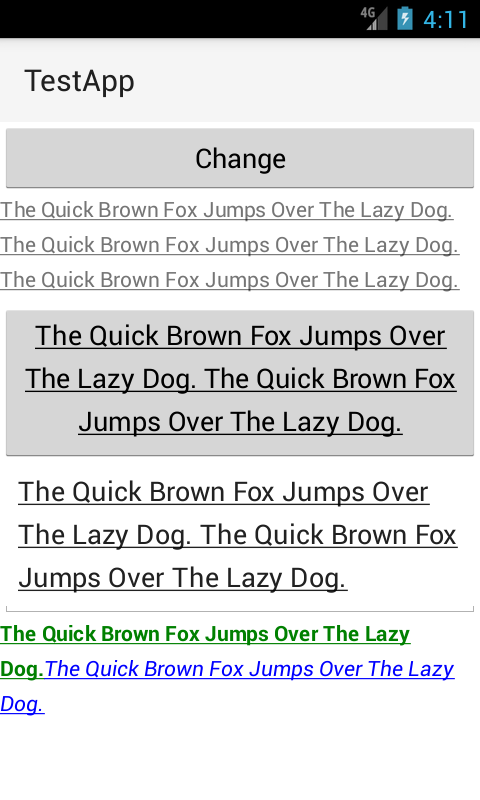 4G 4:11
TestApp
Change
The Quick Brown Fox Jumps Over The Lazy Dog.
The Quick Brown Fox Jumps Over The Lazy Dog.
The Quick Brown Fox Jumps Over The Lazy Dog.
The Quick Brown Fox Jumps Over
The Lazy Dog. The Quick Brown Fox
Jumps Over The Lazy Dog.
The Quick Brown Fox Jumps Over
The Lazy Dog. The Quick Brown Fox
Jumps Over The Lazy Dog.
The Quick Brown Fox Jumps Over The Lazy
Dog.The Quick Brown Fox Jumps Over The Lazy
Dog.